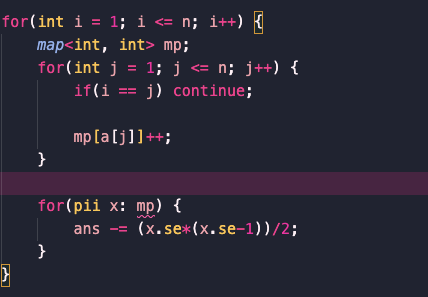 for(int i = 1; i <= n; i++) {
    map<int, int> mp;
    for(int j = 1; j <= n; j++) {
        if(i == j) continue;

        mp[a[j]]++;
    }

    for(pii x: mp) {
        ans -= (x.se*(x.se-1))/2;
    }
}